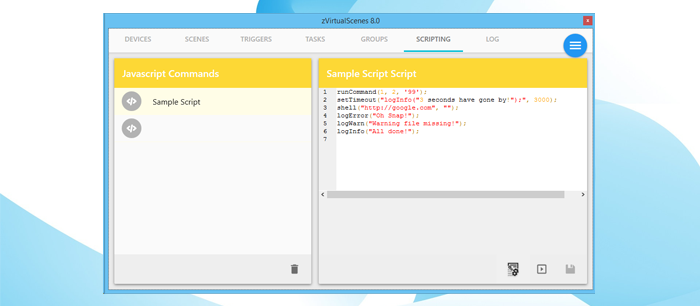 zVirtualScenes 8.0
DEVICES SCENES TRIGGERS TASKS GROUPS SCRIPTING LOG
Javascript Commands
Sample Script
Sample Script Script
1 runCommand(1, 2, '99');
2 setTimeout("logInfo('8 seconds have gone by!');", 3000);
3 shell("http://google.com", "");
4 logError("Oh Snap!");
5 logWarn("Warning file missing!");
6 logInfo("All done!");
7